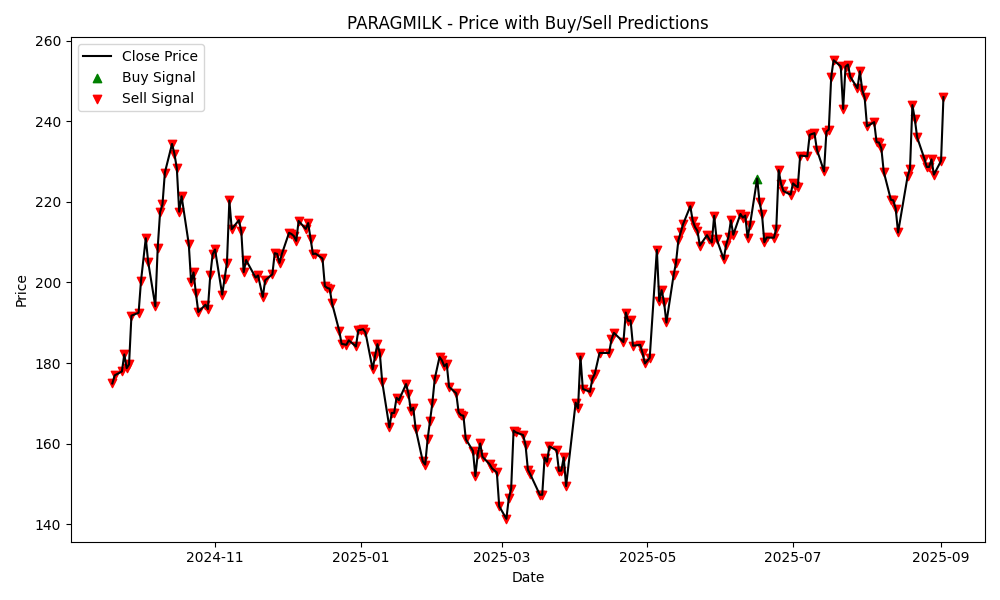 PARAGMILK - Price with Buy/Sell Predictions
Close Price
Buy Signal
Sell Signal
260
240
220
200
180
160
140
Price
2024-11
2025-01
2025-03
2025-05
2025-07
2025-09
Date